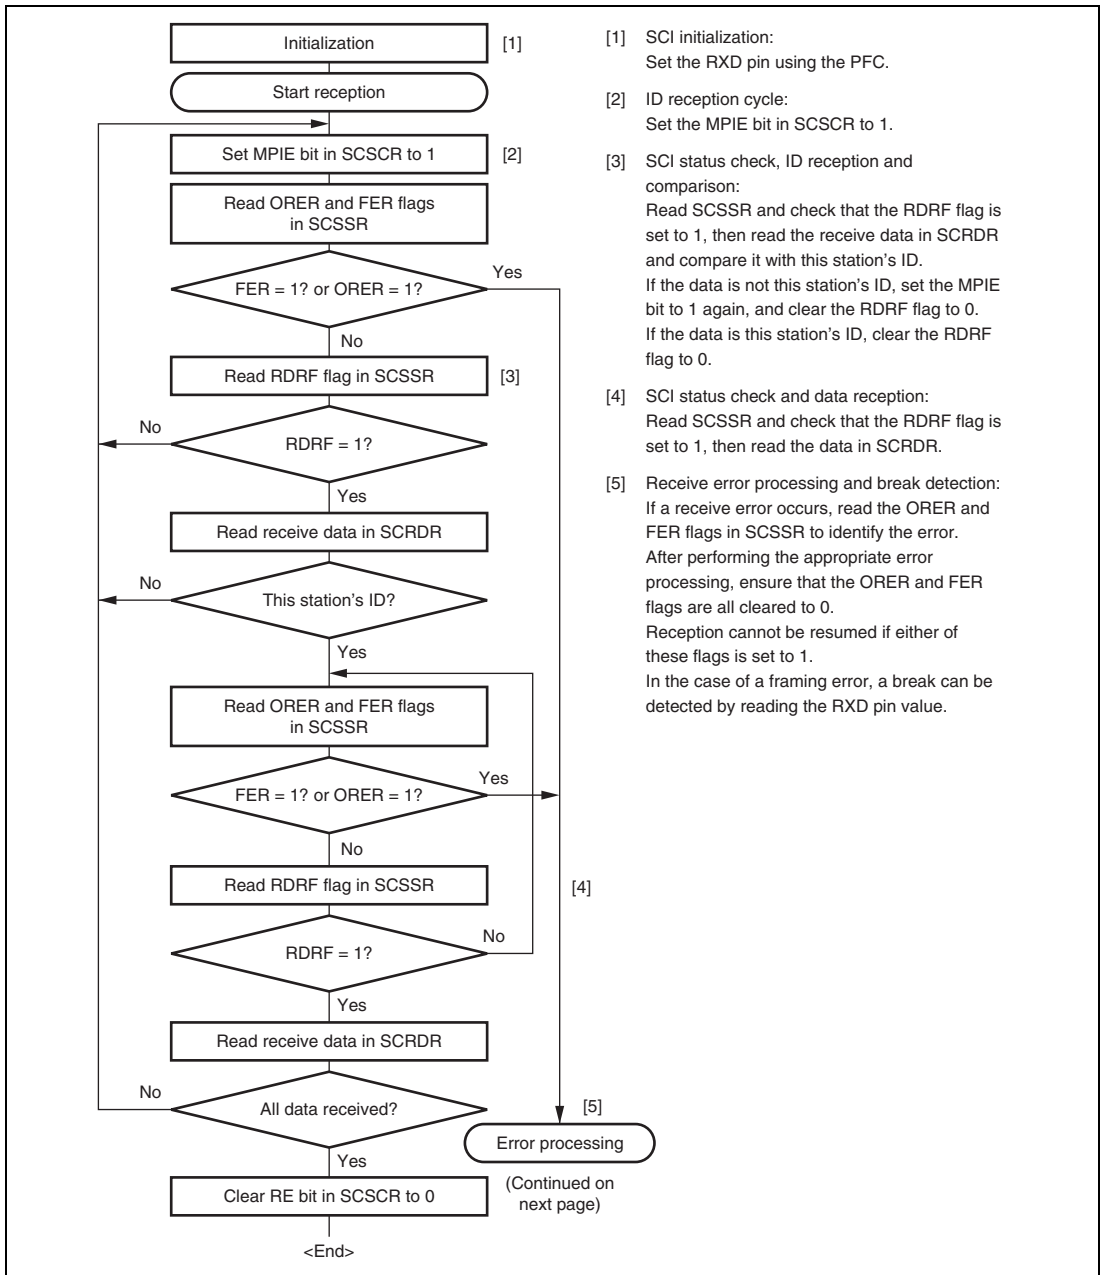 Initialization
[1]
Start reception
Set MPIE bit in SCSCR to 1
[2]
Read ORER and FER flags
in SCSSR
FER = 1? or ORER = 1?
Yes
No
Read RDRF flag in SCSSR
[3]
No
RDRF = 1?
Yes
Read receive data in SCRDR
No
This station's ID?
Yes
Read ORER and FER flags
in SCSSR
FER = 1? or ORER = 1?
Yes
No
Read RDRF flag in SCSSR
[4]
RDRF = 1?
No
Yes
Read receive data in SCRDR
No
All data received?
[5]
Error processing
(Continued on
next page)
Yes
Clear RE bit in SCSCR to 0
<End>
[1] SCI initialization:
Set the RXD pin using the PFC.
[2] ID reception cycle:
Set the MPIE bit in SCSCR to 1.
[3] SCI status check, ID reception and
comparison:
Read SCSSR and check that the RDRF flag is
set to 1, then read the receive data in SCRDR
and compare it with this station's ID.
If the data is not this station's ID, set the MPIE
bit to 1 again, and clear the RDRF flag to 0.
If the data is this station's ID, clear the RDRF
flag to 0.
[4] SCI status check and data reception:
Read SCSSR and check that the RDRF flag is
set to 1, then read the data in SCRDR.
[5] Receive error processing and break detection:
If a receive error occurs, read the ORER and
FER flags in SCSSR to identify the error.
After performing the appropriate error
processing, ensure that the ORER and FER
flags are all cleared to 0.
Reception cannot be resumed if either of
these flags is set to 1.
In the case of a framing error, a break can be
detected by reading the RXD pin value.